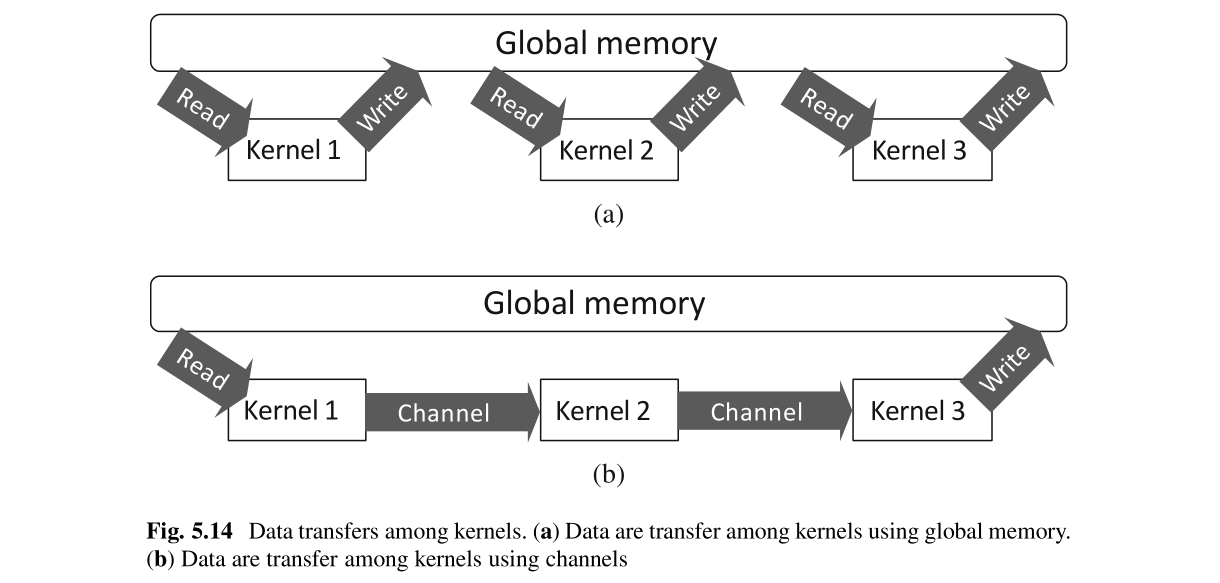 Global memory
Read Write Read Write Read Write
Kernel 1 Kernel 2 Kernel 3
(a)
Global memory
Read Write
Kernel 1 Channel Kernel 2 Channel Kernel 3
(b)
Fig. 5.14 Data transfers among kernels. (a) Data are transfer among kernels using global memory.
(b) Data are transfer among kernels using channels